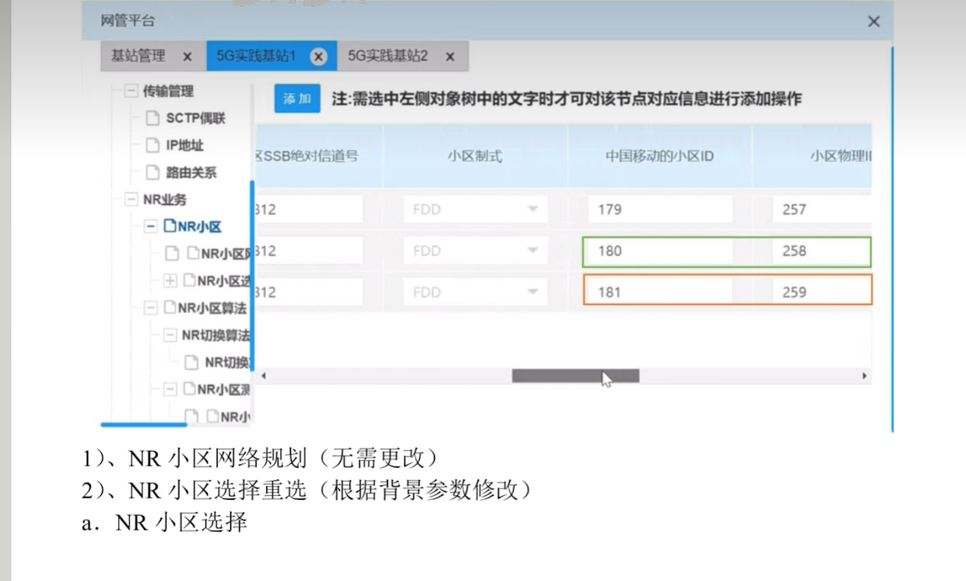 网管平台
基站管理 × 5G实践基站1 × 5G实践基站2 ×
添加 注:需选中左侧对象树中的文字时才可对该节点对应信息进行添加操作
传输管理
SCTP偶联
IP地址
路由关系
NR业务
NR小区
NR小区
NR小区选
NR小区算法
NR切换算法
NR切换
NR小区测
NR小
区SSB绝对信道号 小区制式 中国移动的小区ID 小区物理I
312 FDD 179 257
312 FDD 180 258
312 FDD 181 259
1）、NR 小区网络规划（无需更改）
2）、NR 小区选择重选（根据背景参数修改）
a．NR 小区选择